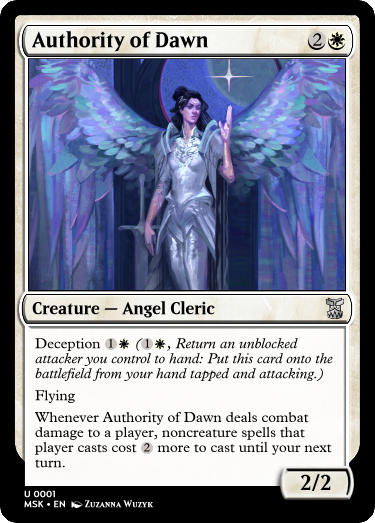 Authority of Dawn 2
Creature — Angel Cleric
Deception 1 (1, Return an unblocked
attacker you control to hand: Put this card onto the
battlefield from your hand tapped and attacking.)
Flying
Whenever Authority of Dawn deals combat
damage to a player, noncreature spells that
player casts cost 2 more to cast until your next
turn.
2/2
U 0001
MSK • EN Zuzanna Wuzyk